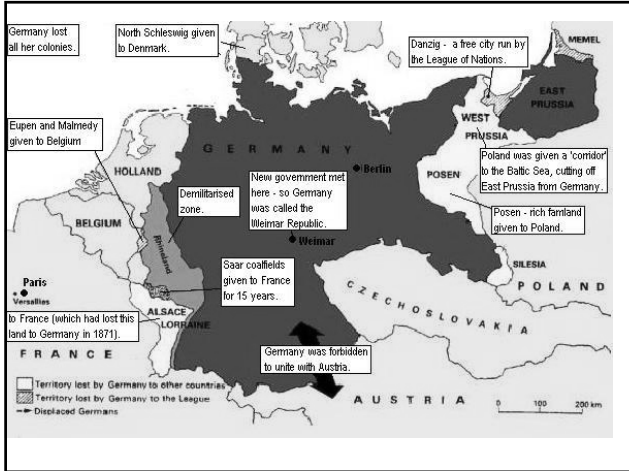 Germany lost
all her colonies.
North Schleswig given
to Denmark.
Danzig - a free city run by
the League of Nations.
MEMEL
EAST
PRUSSIA
WEST
PRUSSIA
Eupen and Malmedy
given to Belgium
GERMANY
HOLLAND
Berlin
Poland was given a 'corridor'
to the Baltic Sea, cutting off
East Prussia from Germany.
POSEN
New government met
here - so Germany
was called the
Weimar Republic.
Demilitarised
zone.
Posen - rich farmland
given to Poland.
BELGIUM
Rhineland
Weimar
SILESIA
Saar coalfields
given to France
for 15 years.
POLAND
Paris
Versallias
CZECHOSLOVAKIA
ALSACE
LORRAINE
to France (which had lost this
land to Germany in 1871).
FRANCE
Germany was forbidden
to unite with Austria.
Territory lost by Germany to other countries
Territory lost by Germany to the League
Displaced Germans
AUSTRIA
0 100 200 km